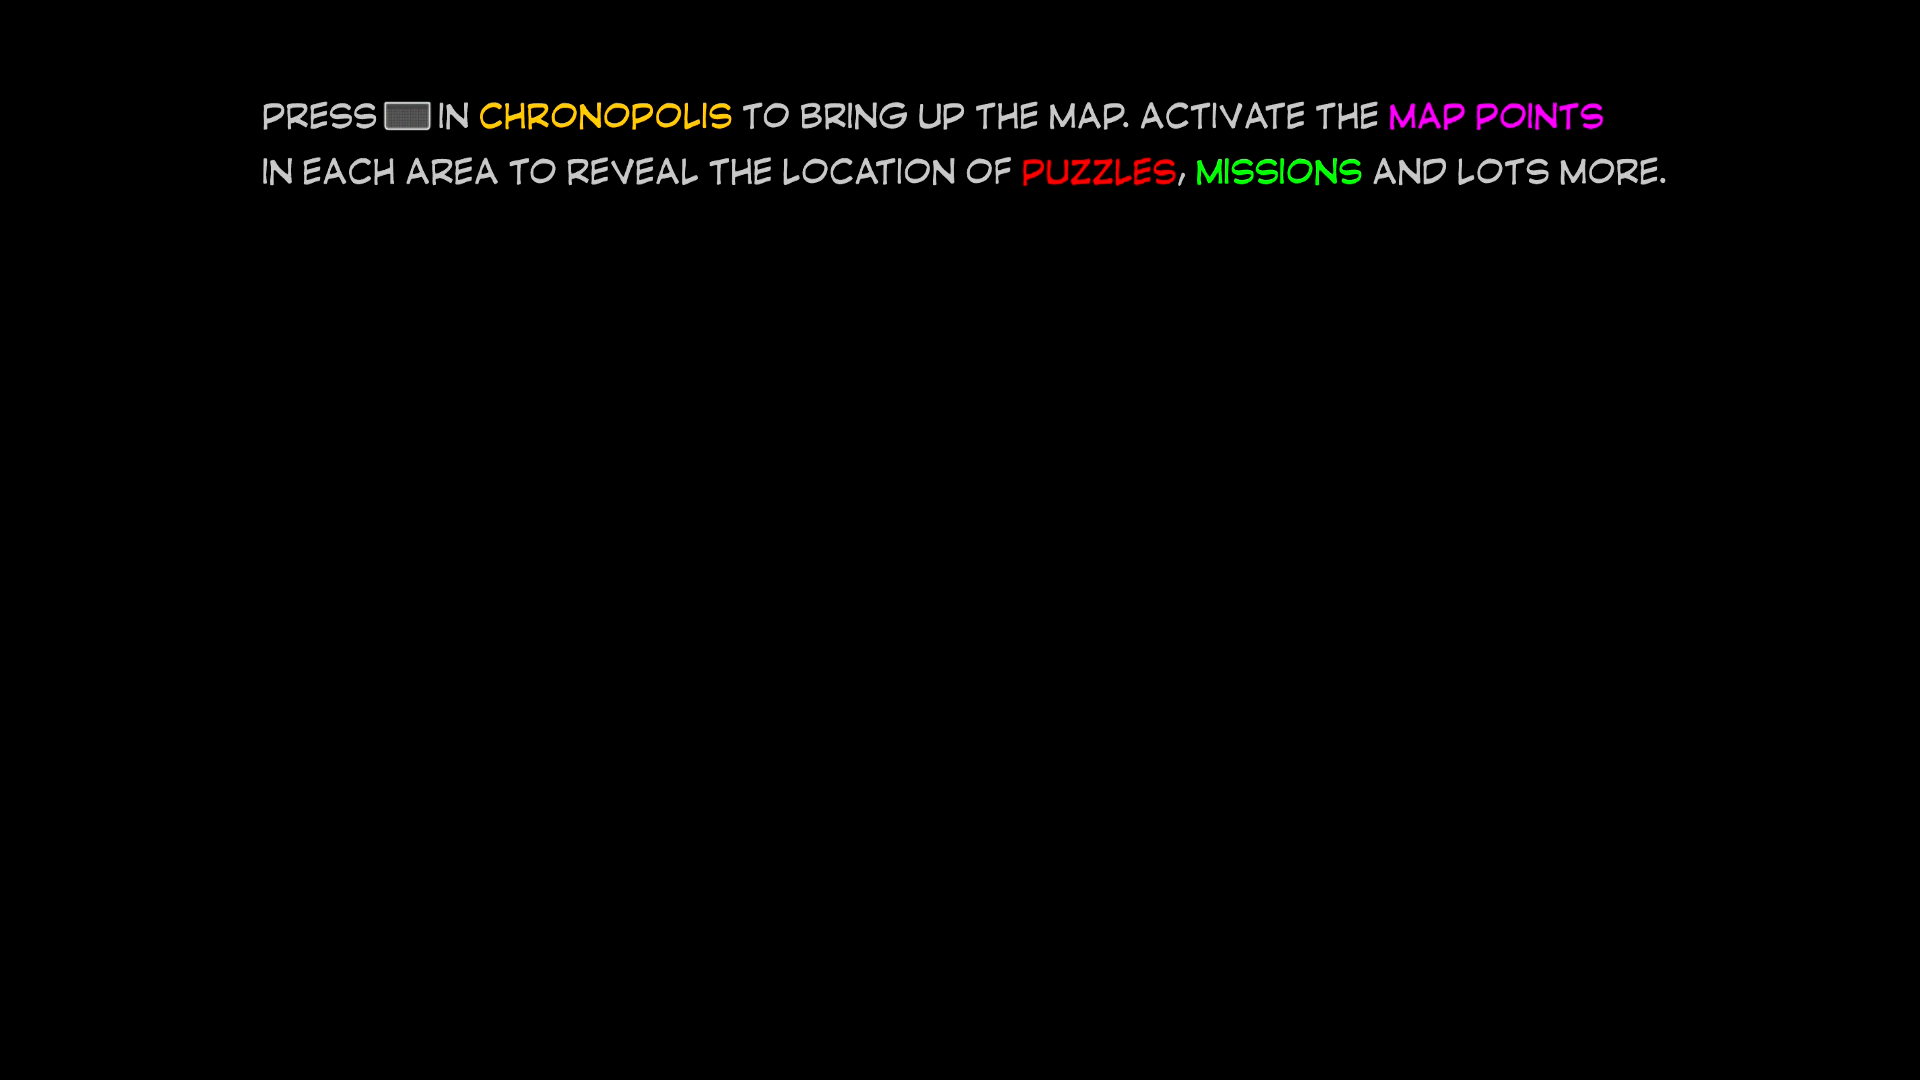 PRESS IN CHRONOPOLIS TO BRING UP THE MAP. ACTIVATE THE MAP POINTS
IN EACH AREA TO REVEAL THE LOCATION OF PUZZLES, MISSIONS AND LOTS MORE.